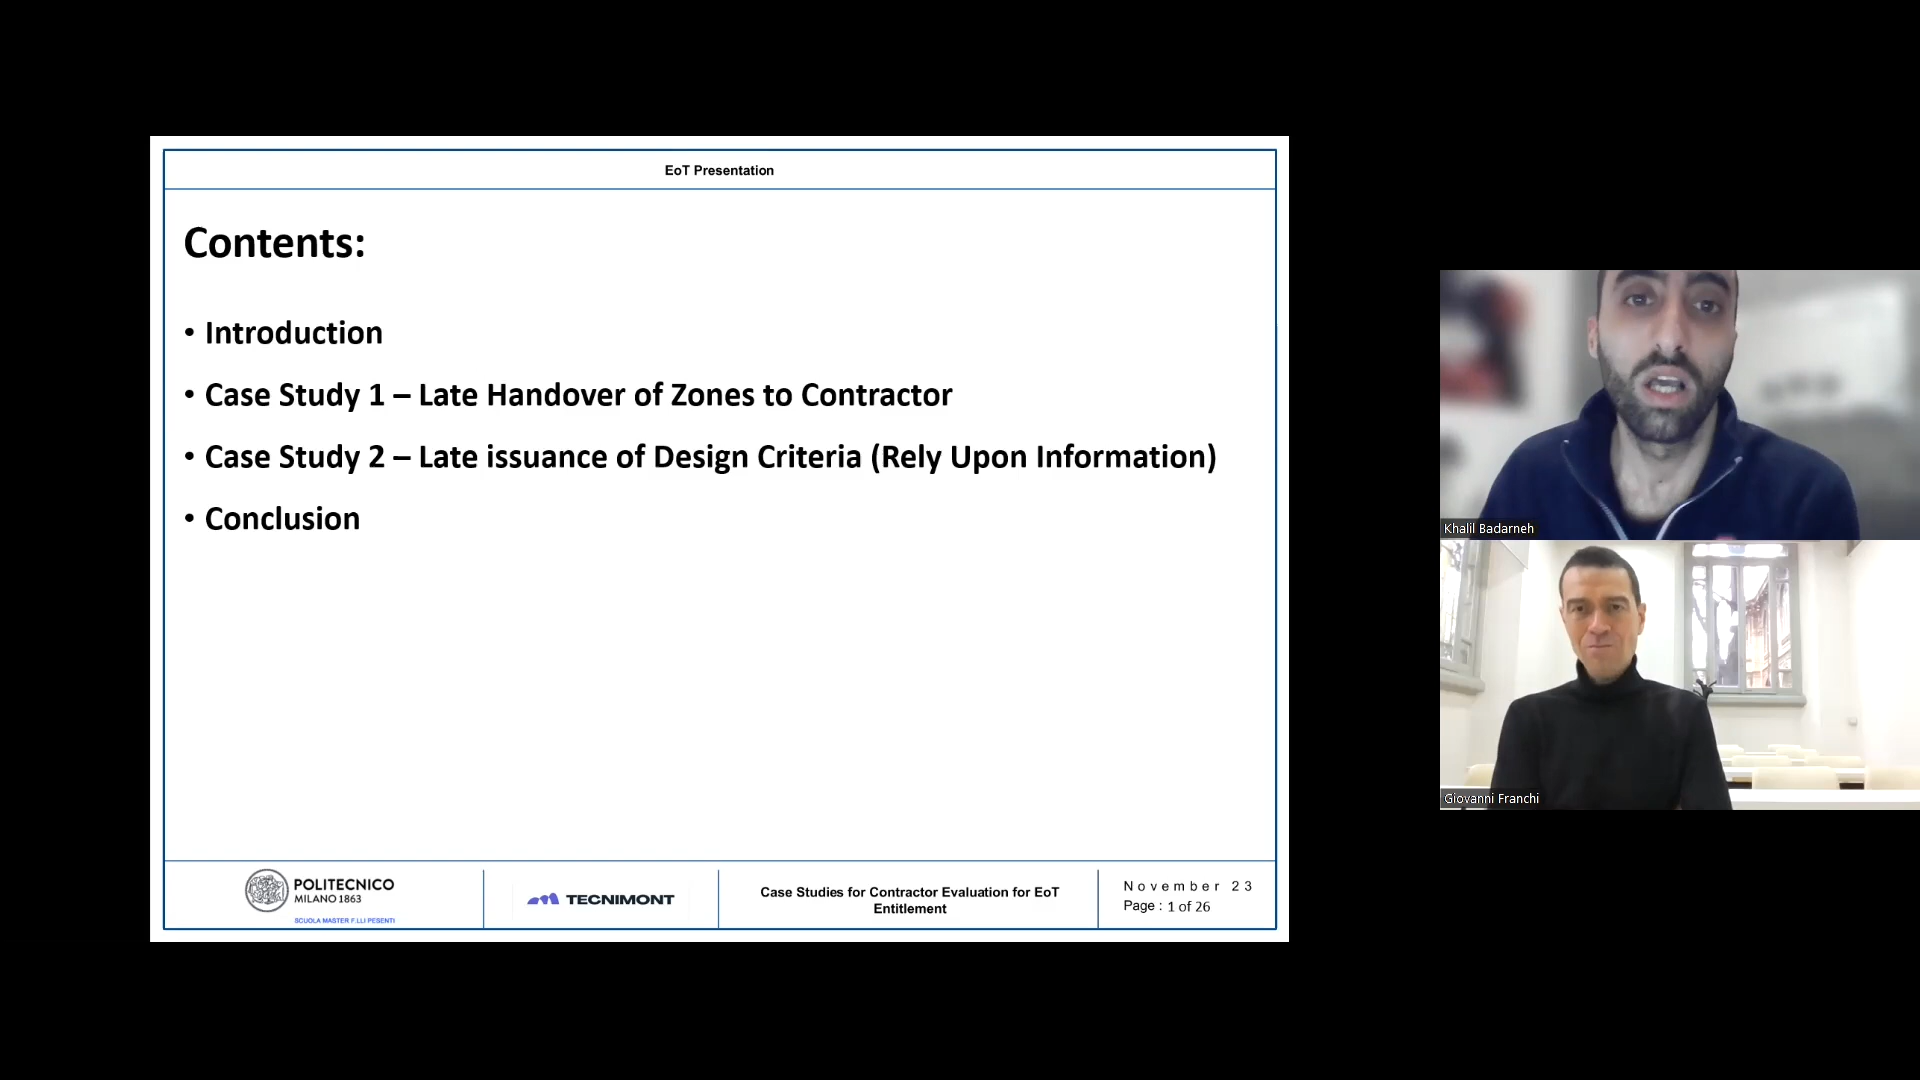 EoT Presentation
Contents:
• Introduction
• Case Study 1 – Late Handover of Zones to Contractor
• Case Study 2 – Late issuance of Design Criteria (Rely Upon Information)
• Conclusion
POLITECNICO
MILANO 1863
SCUOLA MASTER F.LLI PESENTI
TECNIMONT
Case Studies for Contractor Evaluation for EoT
Entitlement
November 23
Page : 1 of 26
Khalil Badarneh
Giovanni Franchi